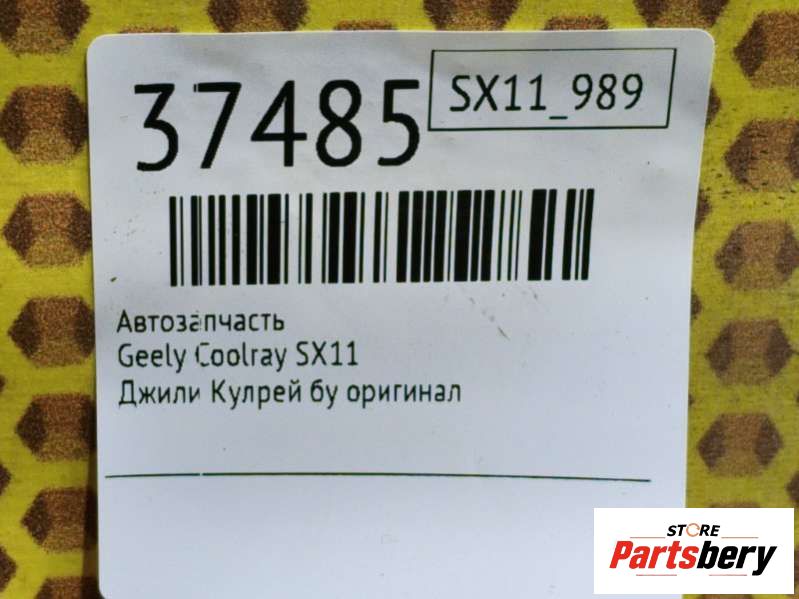 37485
SX11_989
Автозапчасть
Geely Coolray SX11
Джили Кулрей бу оригинал
STORE
Partsbery